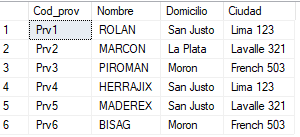 Cod_prov Nombre Domicilio Ciudad
1 Prv1 ROLAN San Justo Lima 123
2 Prv2 MARCON La Plata Lavalle 321
3 Prv3 PIROMAN Moron French 503
4 Prv4 HERRAJIX San Justo Lima 123
5 Prv5 MADEREX San Justo Lavalle 321
6 Prv6 BISAG Moron French 503